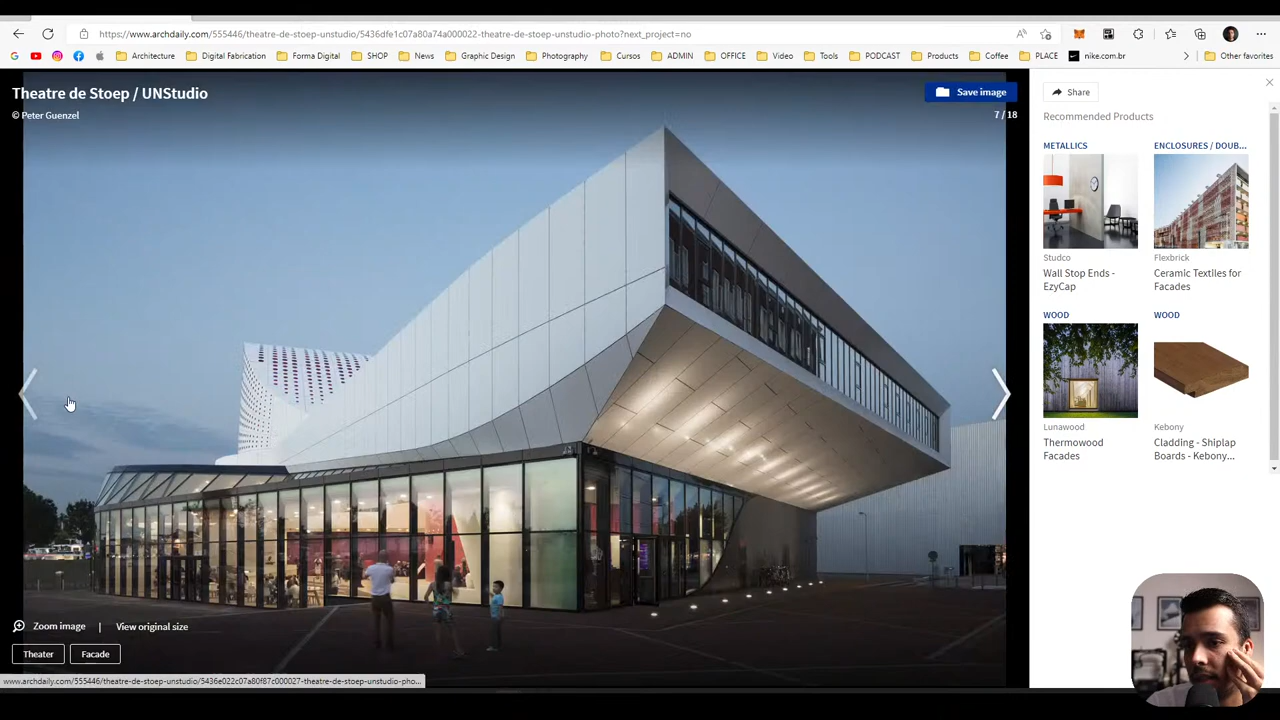 https://www.archdaily.com/555446/theatre-de-stoep-unstudio/5436dfe1c07a80a74a000022-theatre-de-stoep-unstudio-photo?next_project=no
Architecture Digital Fabrication Forma Digital SHOP News Graphic Design Photography Cursos ADMIN OFFICE Video Tools PODCAST Products Coffee PLACE nike.com.br Other favorites
Theatre de Stoep / UNStudio
© Peter Guenzel
Save image
7 / 18
Zoom image | View original size
Theater Facade
www.archdaily.com/555446/theatre-de-stoep-unstudio/5436e022c07a80f87c000027-theatre-de-stoep-unstudio-pho...
Share
Recommended Products
METALLICS
Studco
Wall Stop Ends -
EzyCap
ENCLOSURES / DOUB...
Flexbrick
Ceramic Textiles for
Facades
WOOD
Lunawood
Thermowood
Facades
WOOD
Kebony
Cladding - Shiplap
Boards - Kebony...